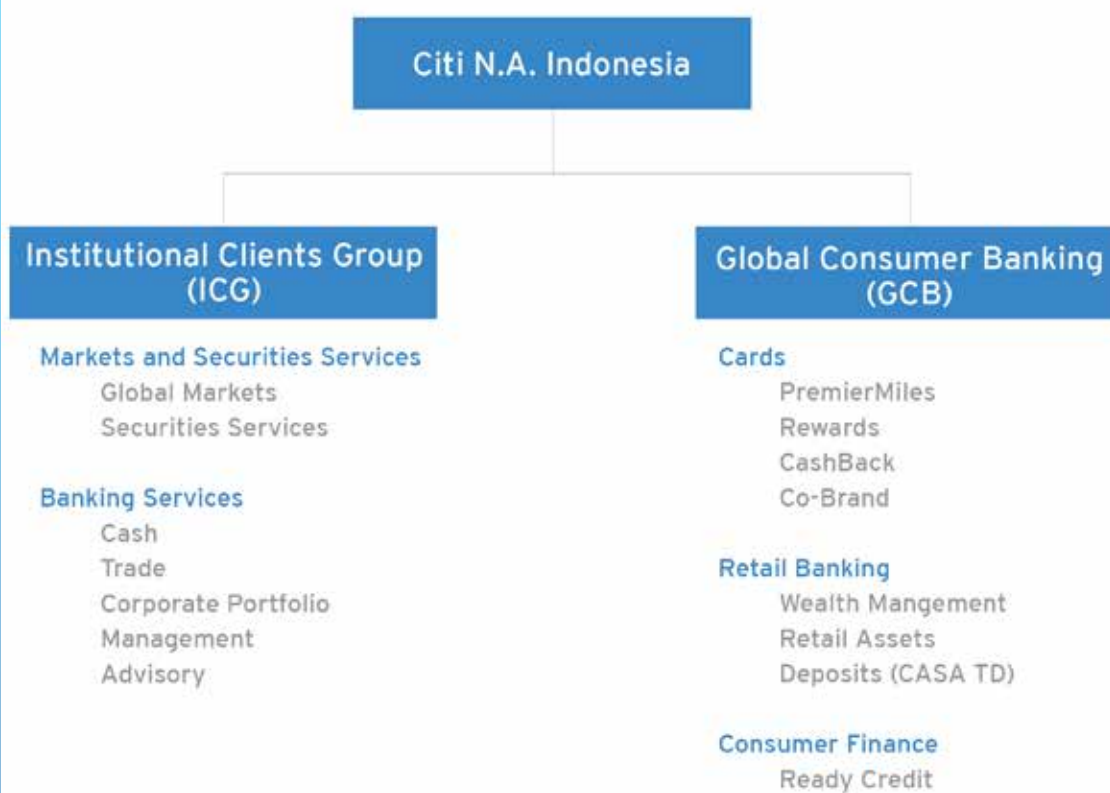 Citi N.A. Indonesia
Institutional Clients Group
(ICG)
Markets and Securities Services
Global Markets
Securities Services
Banking Services
Cash
Trade
Corporate Portfolio
Management
Advisory
Global Consumer Banking
(GCB)
Cards
PremierMiles
Rewards
CashBack
Co-Brand
Retail Banking
Wealth Mangement
Retail Assets
Deposits (CASA TD)
Consumer Finance
Ready Credit